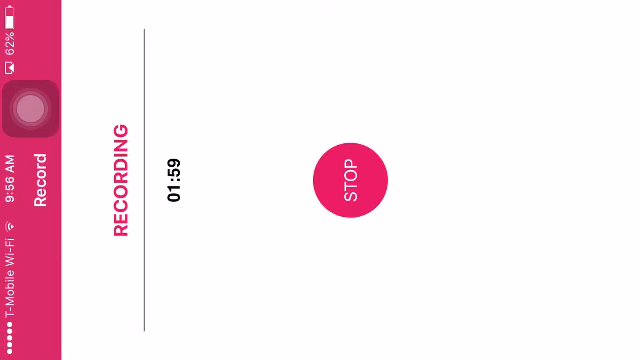 T-Mobile Wi-Fi 9:56 AM 62%
Record
RECORDING
01:59
STOP